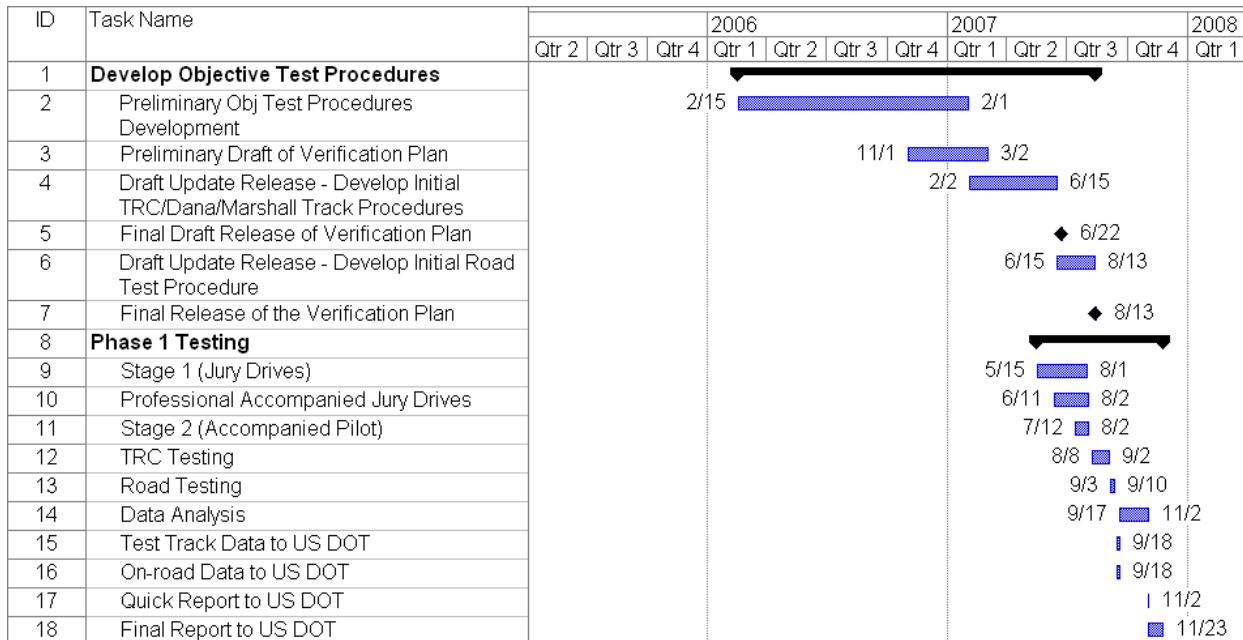 ID Task Name 2006 2007 2008
Qtr 2 Qtr 3 Qtr 4 Qtr 1 Qtr 2 Qtr 3 Qtr 4 Qtr 1 Qtr 2 Qtr 3 Qtr 4 Qtr 1
1 Develop Objective Test Procedures
2 Preliminary Obj Test Procedures 2/15 2/1
Development
3 Preliminary Draft of Verification Plan 11/1 3/2
4 Draft Update Release - Develop Initial 2/2 6/15
TRC/Dana/Marshall Track Procedures
5 Final Draft Release of Verification Plan 6/22
6 Draft Update Release - Develop Initial Road 6/15 8/13
Test Procedure
7 Final Release of the Verification Plan 8/13
8 Phase 1 Testing
9 Stage 1 (Jury Drives) 5/15 8/1
10 Professional Accompanied Jury Drives 6/11 8/2
11 Stage 2 (Accompanied Pilot) 7/12 8/2
12 TRC Testing 8/8 9/2
13 Road Testing 9/3 9/10
14 Data Analysis 9/17 11/2
15 Test Track Data to US DOT 9/18
16 On-road Data to US DOT 9/18
17 Quick Report to US DOT 11/2
18 Final Report to US DOT 11/23